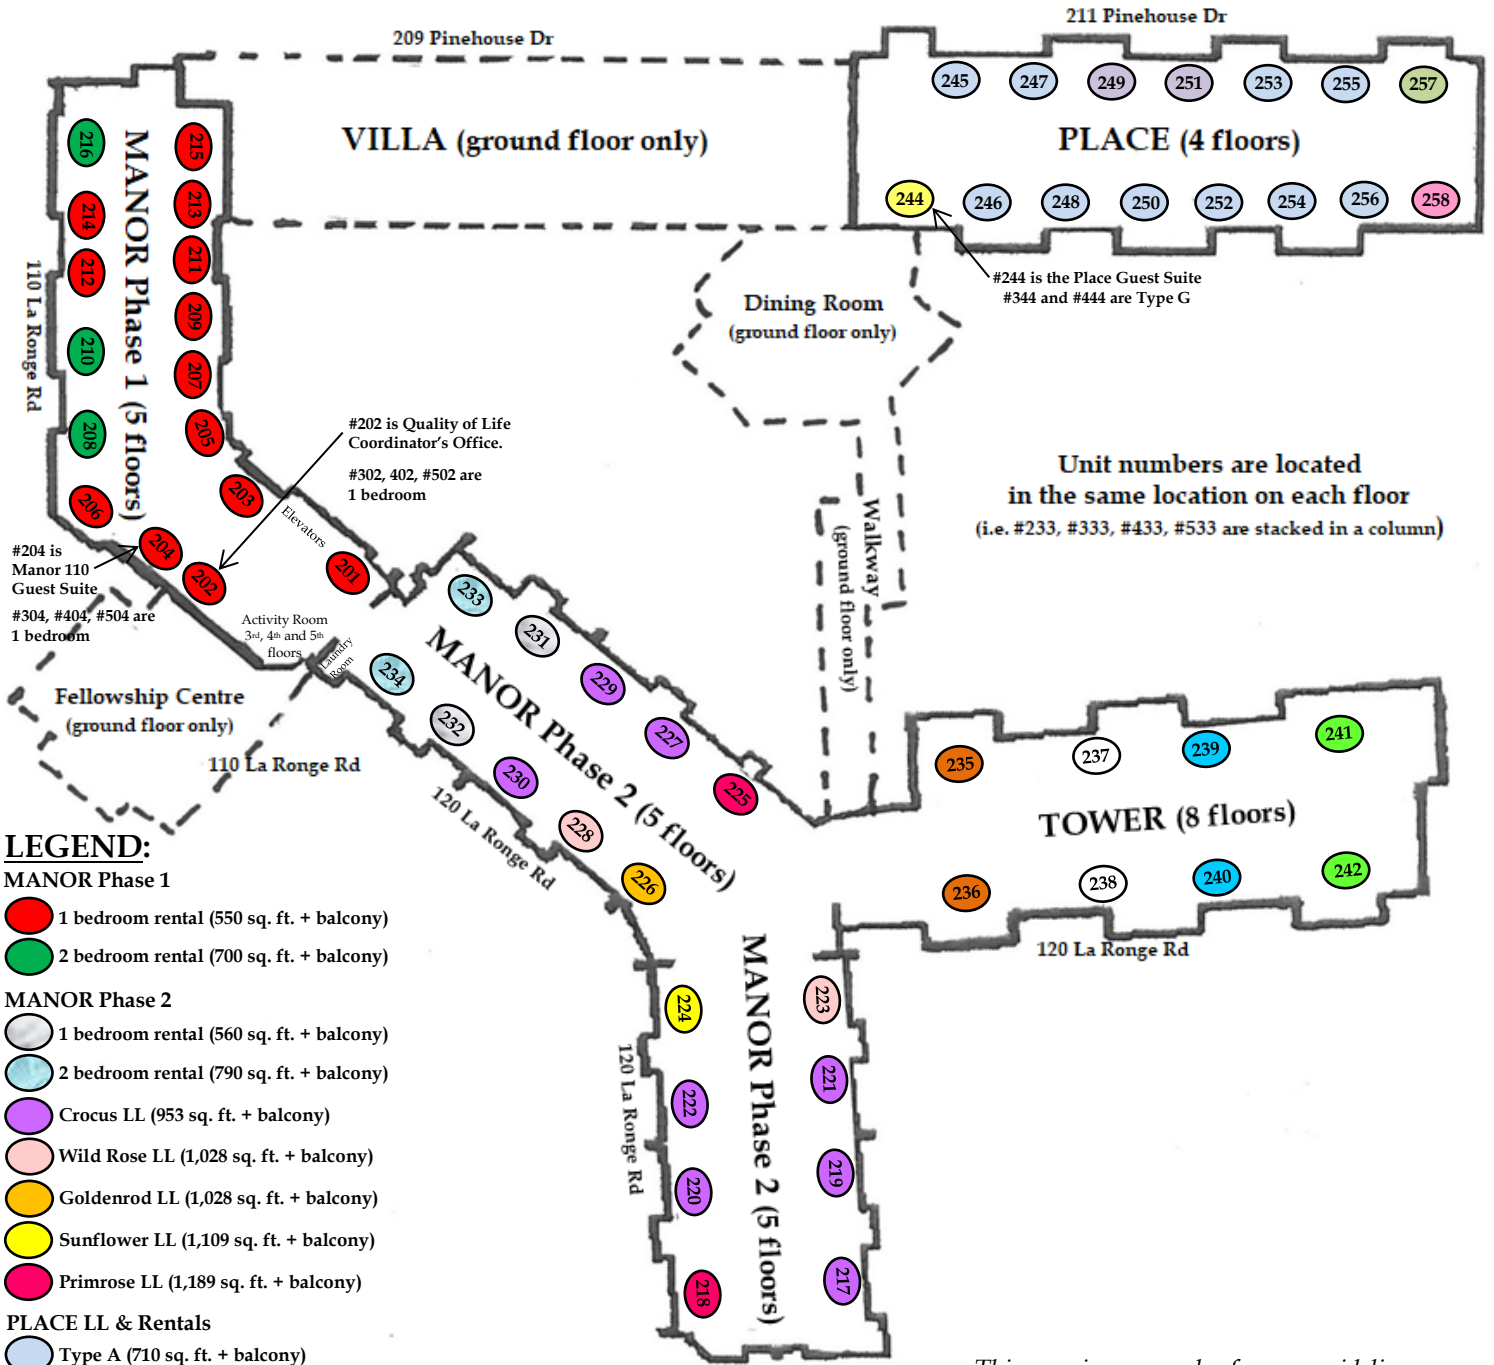 211 Pinehouse Dr
209 Pinehouse Dr
245 247 249 251 253 255 257
VILLA (ground floor only)
PLACE (4 floors)
244 246 248 250 252 254 256 258
#244 is the Place Guest Suite
#344 and #444 are Type G
216 215
214 213
212 211
210 209
208 207
206 205
204 203
202 201
MANOR Phase 1 (5 floors)
110 La Ronge Rd
Dining Room
(ground floor only)
#202 is Quality of Life
Coordinator's Office.
#302, 402, #502 are
1 bedroom
Elevators
Unit numbers are located
in the same location on each floor
(i.e. #233, #333, #433, #533 are stacked in a column)
Walkway
(ground floor only)
#204 is
Manor 110
Guest Suite
#304, #404, #504 are
1 bedroom
Activity Room
3rd, 4th and 5th
floors
Laundry
Room
Fellowship Centre
(ground floor only)
110 La Ronge Rd
233
231
229
227
225
234
232
230
228
226
MANOR Phase 2 (5 floors)
120 La Ronge Rd
235 237 239 241
TOWER (8 floors)
236 238 240 242
120 La Ronge Rd
224 223
222 221
220 219
218 217
MANOR Phase 2 (5 floors)
120 La Ronge Rd
LEGEND:
MANOR Phase 1
1 bedroom rental (550 sq. ft. + balcony)
2 bedroom rental (700 sq. ft. + balcony)
MANOR Phase 2
1 bedroom rental (560 sq. ft. + balcony)
2 bedroom rental (790 sq. ft. + balcony)
Crocus LL (953 sq. ft. + balcony)
Wild Rose LL (1,028 sq. ft. + balcony)
Goldenrod LL (1,028 sq. ft. + balcony)
Sunflower LL (1,109 sq. ft. + balcony)
Primrose LL (1,189 sq. ft. + balcony)
PLACE LL & Rentals
Type A (710 sq. ft. + balcony)